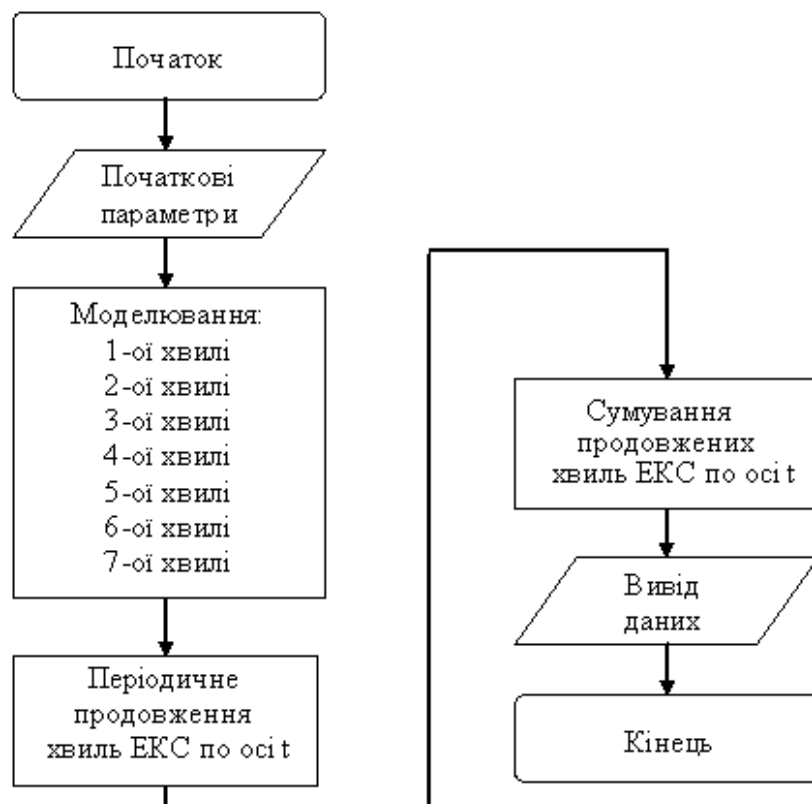 Початок
Початкові
параметри
Моделювання:
1-ої хвилі
2-ої хвилі
3-ої хвилі
4-ої хвилі
5-ої хвилі
6-ої хвилі
7-ої хвилі
Періодичне
продовження
хвиль ЕКС по осі t
Сумування
продовжених
хвиль ЕКС по осі t
Вивід
даних
Кінець